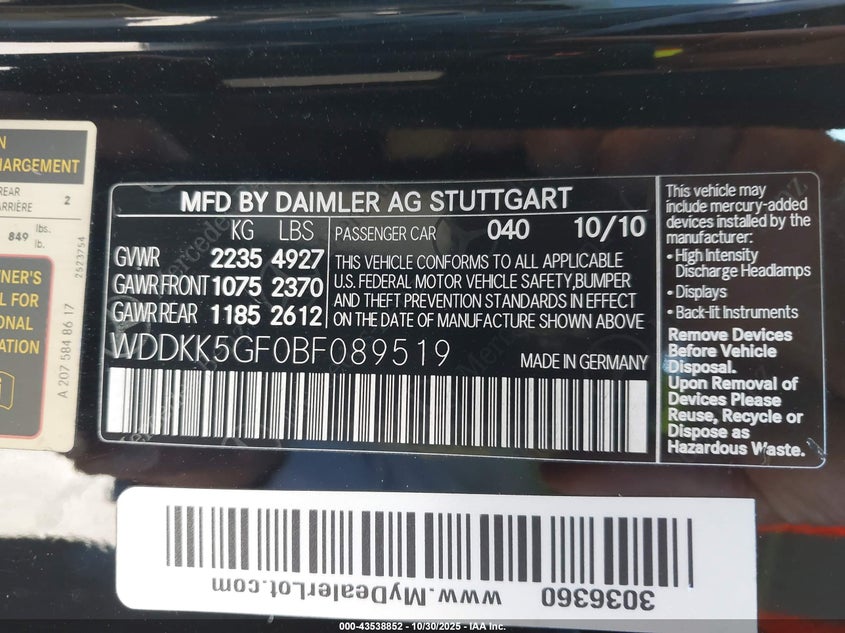 N
HARGEMENT
REAR
ARRIÈRE
2
849
lbs.
lb.
2523754
NER'S
L FOR
IONAL
ATION
A 207 584 86 17
MFD BY DAIMLER AG STUTTGART
KG LBS
GVWR 2235 4927
GAWR FRONT 1075 2370
GAWR REAR 1185 2612
PASSENGER CAR 040 10/10
THIS VEHICLE CONFORMS TO ALL APPLICABLE
U.S. FEDERAL MOTOR VEHICLE SAFETY,BUMPER
AND THEFT PREVENTION STANDARDS IN EFFECT
ON THE DATE OF MANUFACTURE SHOWN ABOVE
WDDKK5GF0BF089519
MADE IN GERMANY
This vehicle may
include mercury-added
devices installed by the
manufacturer:
• High Intensity
Discharge Headlamps
• Displays
• Back-lit Instruments
Remove Devices
Before Vehicle
Disposal.
Upon Removal of
Devices Please
Reuse, Recycle or
Dispose as
Hazardous Waste.
3036360 www.MyDealerLot.com
000-43538852 - 10/30/2025 - IAA Inc.